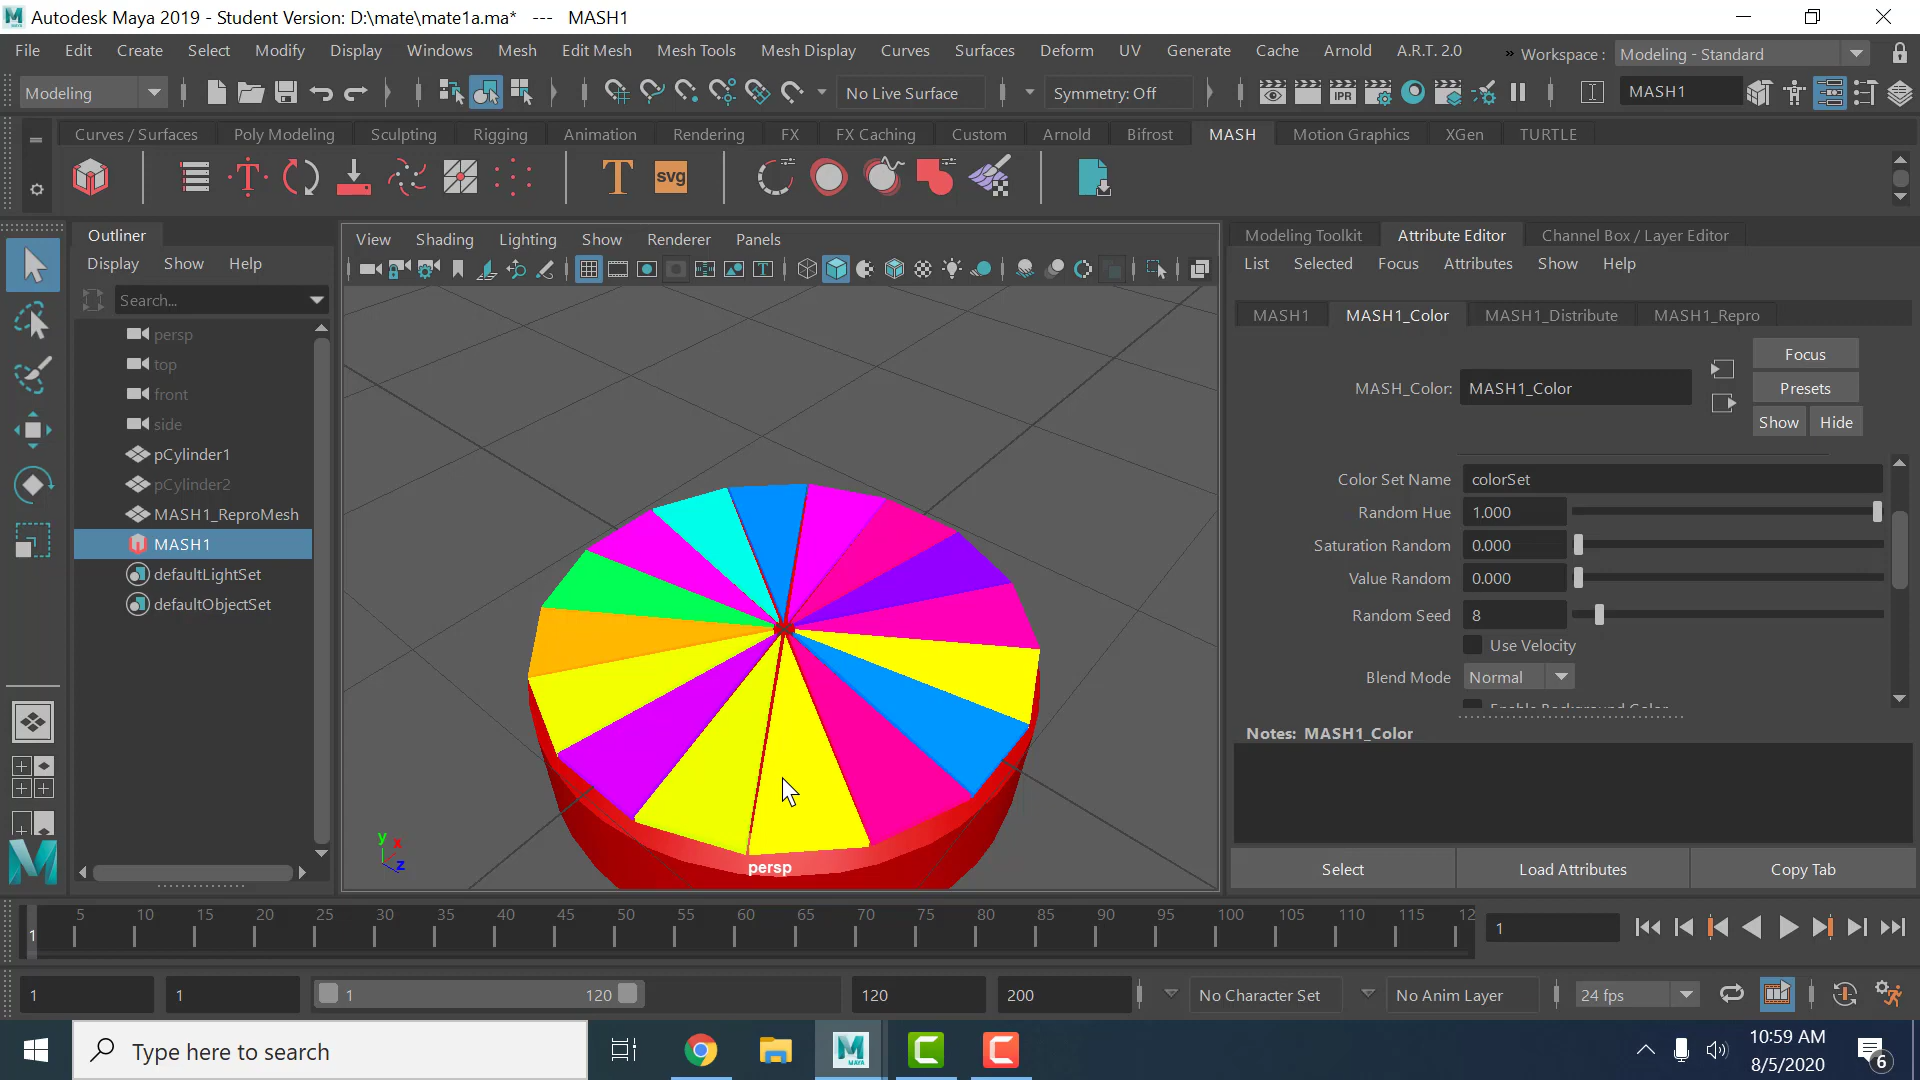 Autodesk Maya 2019 - Student Version: D:\mate\mate1a.ma*   ---   MASH1
File Edit Create Select Modify Display Windows Mesh Edit Mesh Mesh Tools Mesh Display Curves Surfaces Deform UV Generate Cache Arnold A.R.T. 2.0 » Workspace : Modeling - Standard
Modeling IPR No Live Surface Symmetry: Off MASH1
Curves / Surfaces Poly Modeling Sculpting Rigging Animation Rendering FX FX Caching Custom Arnold Bifrost MASH Motion Graphics XGen TURTLE
T T svg
Outliner
Display Show Help
Search...
persp
top
front
side
pCylinder1
pCylinder2
MASH1_ReproMesh
MASH1
defaultLightSet
defaultObjectSet
View Shading Lighting Show Renderer Panels
y x z
persp
Modeling Toolkit Attribute Editor Channel Box / Layer Editor
List Selected Focus Attributes Show Help
MASH1 MASH1_Color MASH1_Distribute MASH1_Repro
Focus
MASH_Color: MASH1_Color Presets
Show Hide
Color Set Name colorSet
Random Hue 1.000
Saturation Random 0.000
Value Random 0.000
Random Seed 8
Use Velocity
Blend Mode Normal
Enable Background Color
Notes: MASH1_Color
Select Load Attributes Copy Tab
5 10 15 20 25 30 35 40 45 50 55 60 65 70 75 80 85 90 95 100 105 110 115 12
1 1
1 1 1 120 120 200 No Character Set No Anim Layer 24 fps
Type here to search MAYA 10:59 AM
8/5/2020 6